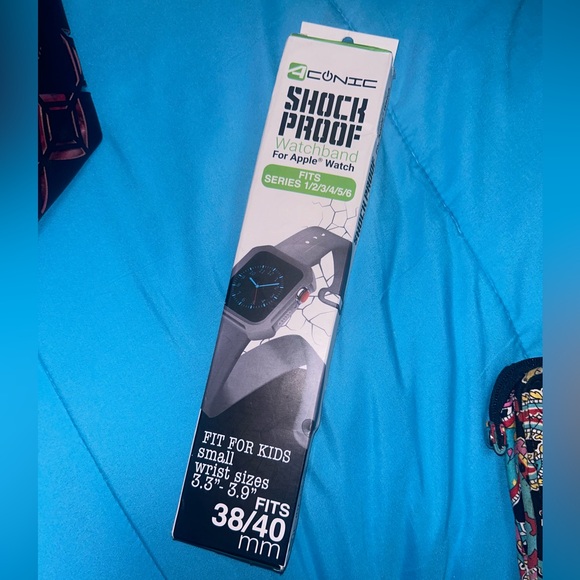 4CONIC
SHOCK
PROOF
Watchband
For Apple® Watch
FITS
SERIES 1/2/3/4/5/6
FIT FOR KIDS
small
wrist sizes
3.3"- 3.9"
FITS
38/40
mm